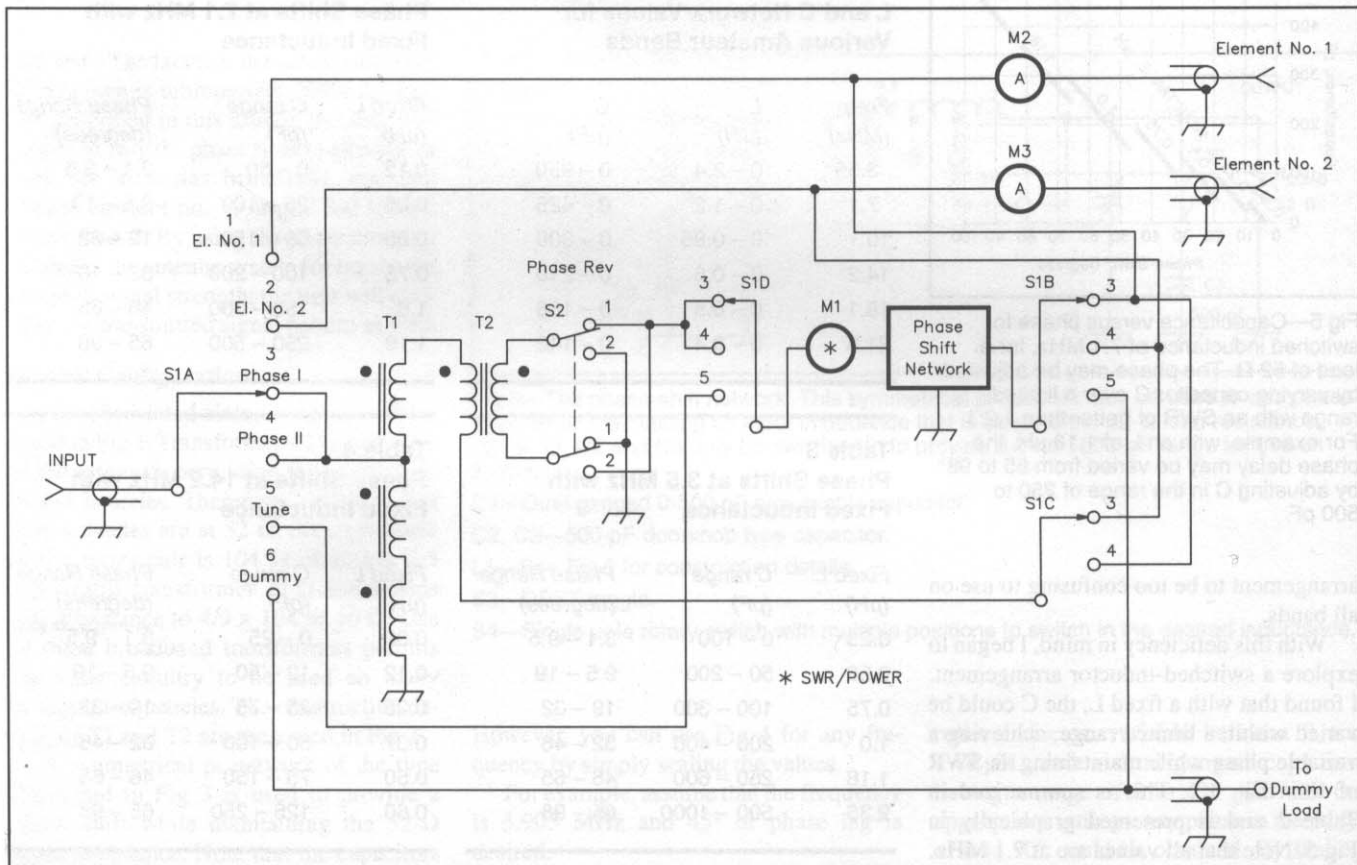 M2
A
Element No. 1
M3
A
Element No. 2
1
El. No. 1
2
El. No. 2
3
Phase I
S1A
4
Phase II
INPUT
5
Tune
6
Dummy
T1
T2
Phase Rev
S2
1
2
1
2
3
S1D
4
5
M1
*
Phase
Shift
Network
S1B
3
4
5
S1C
3
4
* SWR/POWER
To
Dummy
Load